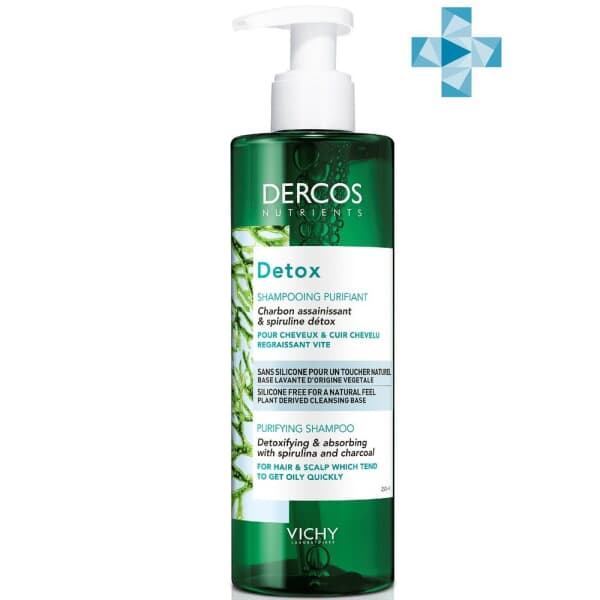 DERCOS
NUTRIENTS
Detox
SHAMPOOING PURIFIANT
Charbon assainissant
& spiruline détox
POUR CHEVEUX & CUIR CHEVELU
REGRAISSANT VITE
SANS SILICONE POUR UN TOUCHER NATUREL
BASE LAVANTE D'ORIGINE VEGETALE
SILICONE FREE FOR A NATURAL FEEL
PLANT DERIVED CLEANSING BASE
PURIFYING SHAMPOO
Detoxifying & absorbing
with spirulina and charcoal
FOR HAIR & SCALP WHICH TEND
TO GET OILY QUICKLY
VICHY
LABORATOIRES